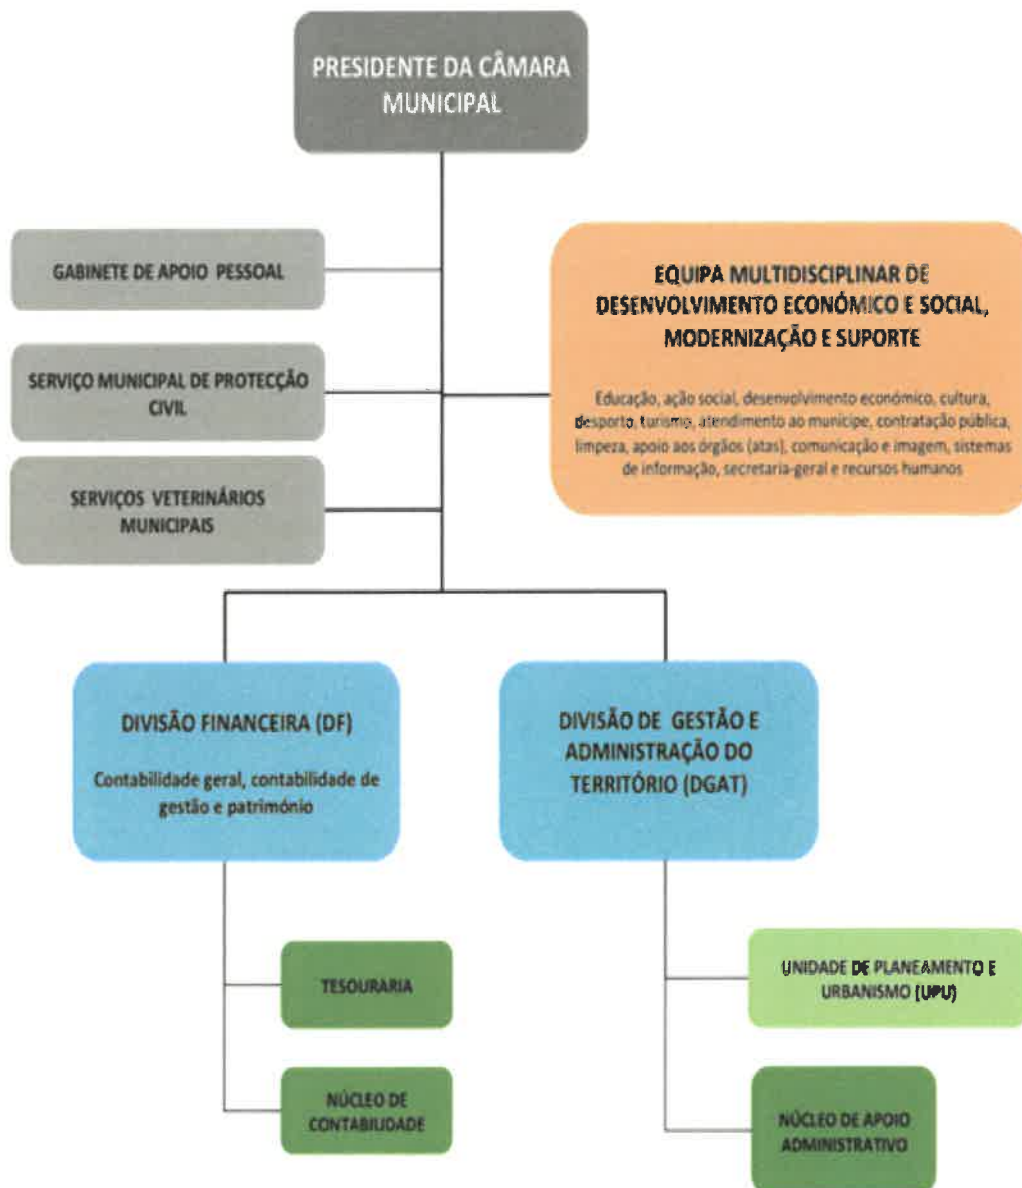 PRESIDENTE DA CÂMARA
MUNICIPAL
GABINETE DE APOIO PESSOAL
EQUIPA MULTIDISCIPLINAR DE
DESENVOLVIMENTO ECONÓMICO E SOCIAL,
MODERNIZAÇÃO E SUPORTE
Educação, ação social, desenvolvimento económico, cultura,
desporto, turismo, atendimento ao munícipe, contratação pública,
limpeza, apoio aos órgãos (atas), comunicação e imagem, sistemas
de informação, secretaria-geral e recursos humanos
SERVIÇO MUNICIPAL DE PROTECÇÃO
CIVIL
SERVIÇOS VETERINÁRIOS
MUNICIPAIS
DIVISÃO FINANCEIRA (DF)
Contabilidade geral, contabilidade de
gestão e património
DIVISÃO DE GESTÃO E
ADMINISTRAÇÃO DO
TERRITÓRIO (DGAT)
TESOURARIA
NÚCLEO DE
CONTABILIDADE
UNIDADE DE PLANEAMENTO E
URBANISMO (UPU)
NÚCLEO DE APOIO
ADMINISTRATIVO